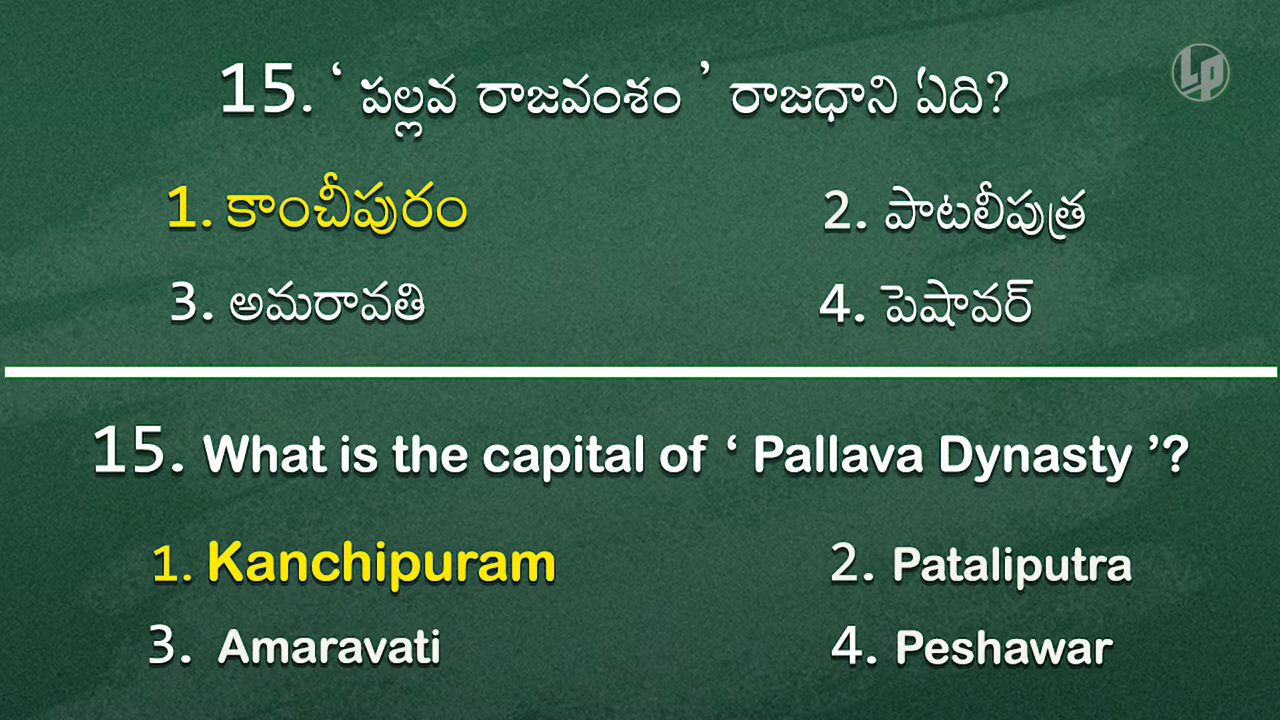 15. ‘ పల్లవ రాజవంశం ’ రాజధాని ఏది?
LP
1. కాంచీపురం 2. పాటలీపుత్ర
3. అమరావతి 4. పెషావర్
15. What is the capital of ‘ Pallava Dynasty ’?
1. Kanchipuram 2. Pataliputra
3. Amaravati 4. Peshawar